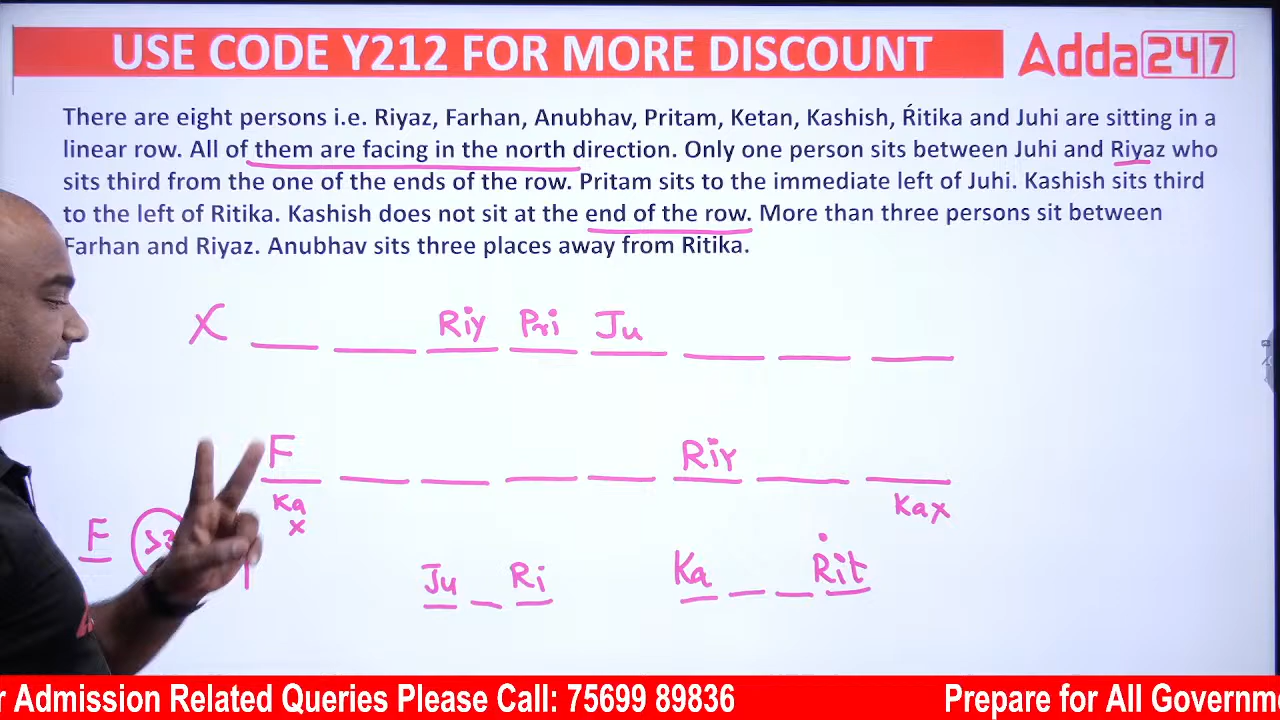 USE CODE Y212 FOR MORE DISCOUNT
Adda 247
There are eight persons i.e. Riyaz, Farhan, Anubhav, Pritam, Ketan, Kashish, Ŕitika and Juhi are sitting in a
linear row. All of them are facing in the north direction. Only one person sits between Juhi and Riyaz who
sits third from the one of the ends of the row. Pritam sits to the immediate left of Juhi. Kashish sits third
to the left of Ritika. Kashish does not sit at the end of the row. More than three persons sit between
Farhan and Riyaz. Anubhav sits three places away from Ritika.
X Riy Pri Ju
F Riy
Ka x Kax
F >3
Ju Ri Ka Rit
r Admission Related Queries Please Call: 75699 89836 Prepare for All Governme